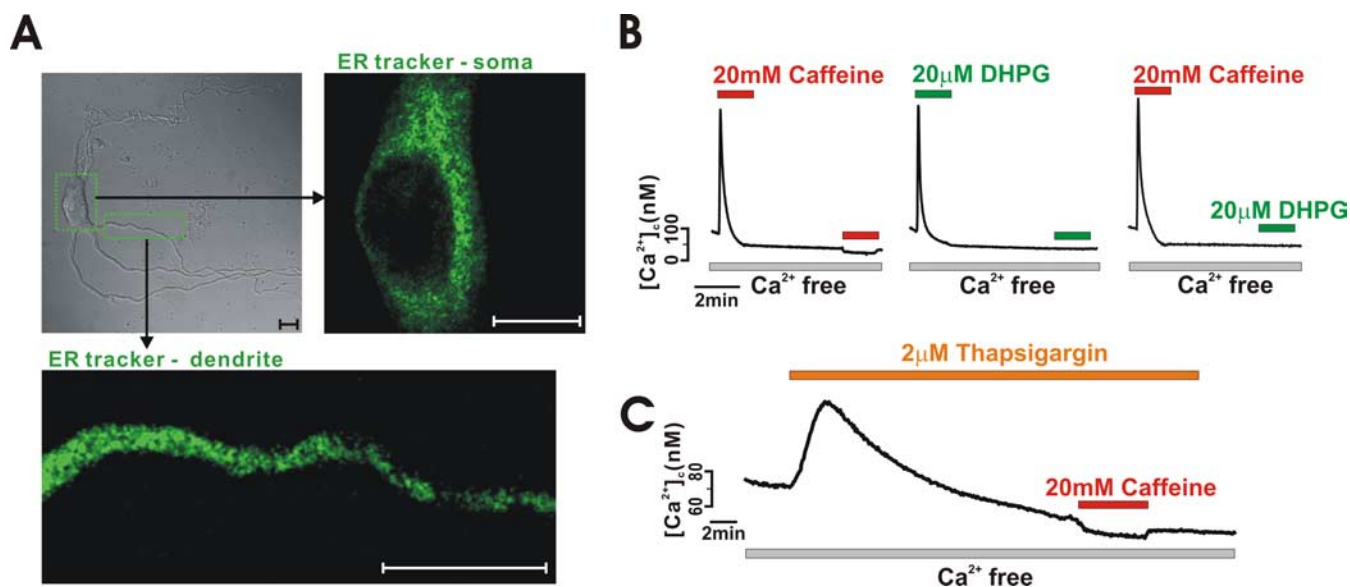 A
ER tracker - soma
ER tracker - dendrite
B
20mM Caffeine
20μM DHPG
20mM Caffeine
20μM DHPG
[Ca²⁺]c(nM)
100
0
2min
Ca²⁺ free
Ca²⁺ free
Ca²⁺ free
2μM Thapsigargin
C
[Ca²⁺]c(nM)
80
60
2min
20mM Caffeine
Ca²⁺ free